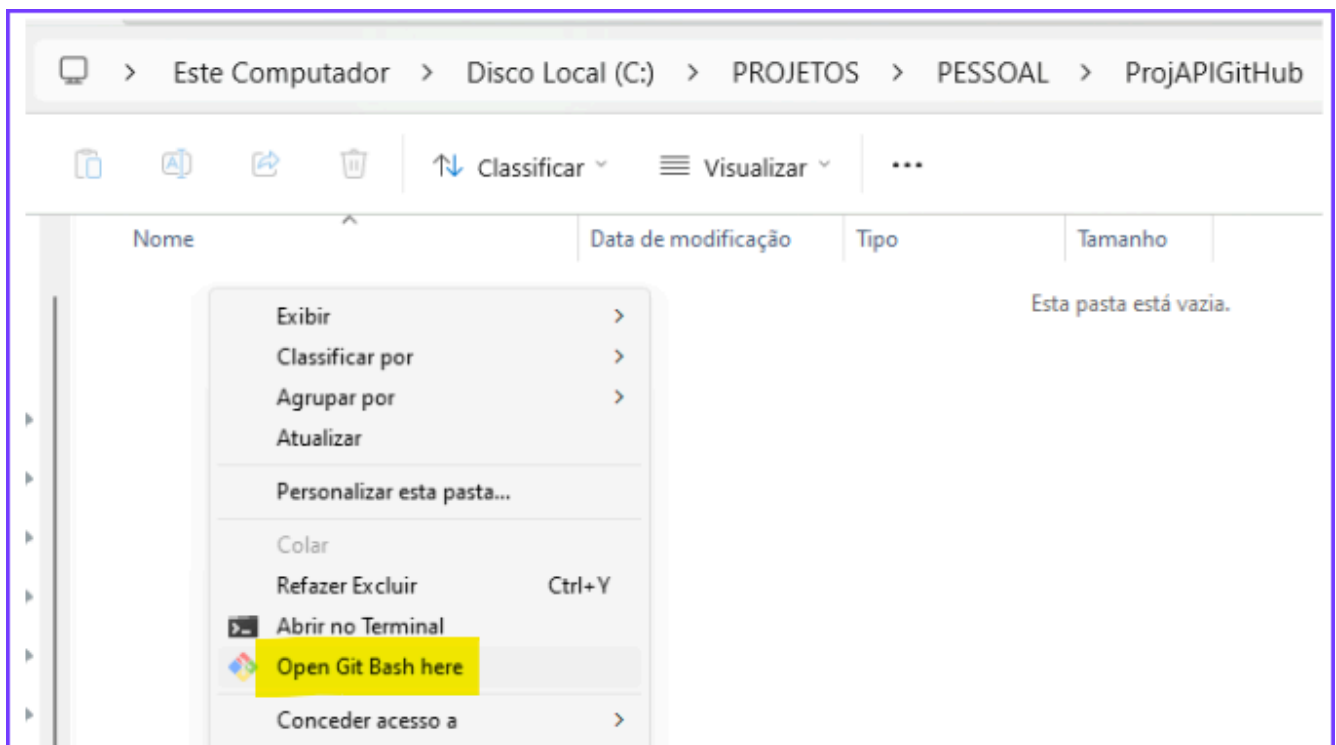 Este Computador > Disco Local (C:) > PROJETOS > PESSOAL > ProjAPIGitHub
Classificar Visualizar ...
Nome Data de modificação Tipo Tamanho
Esta pasta está vazia.
Exibir >
Classificar por >
Agrupar por >
Atualizar
Personalizar esta pasta...
Colar
Refazer Excluir Ctrl+Y
Abrir no Terminal
Open Git Bash here
Conceder acesso a >